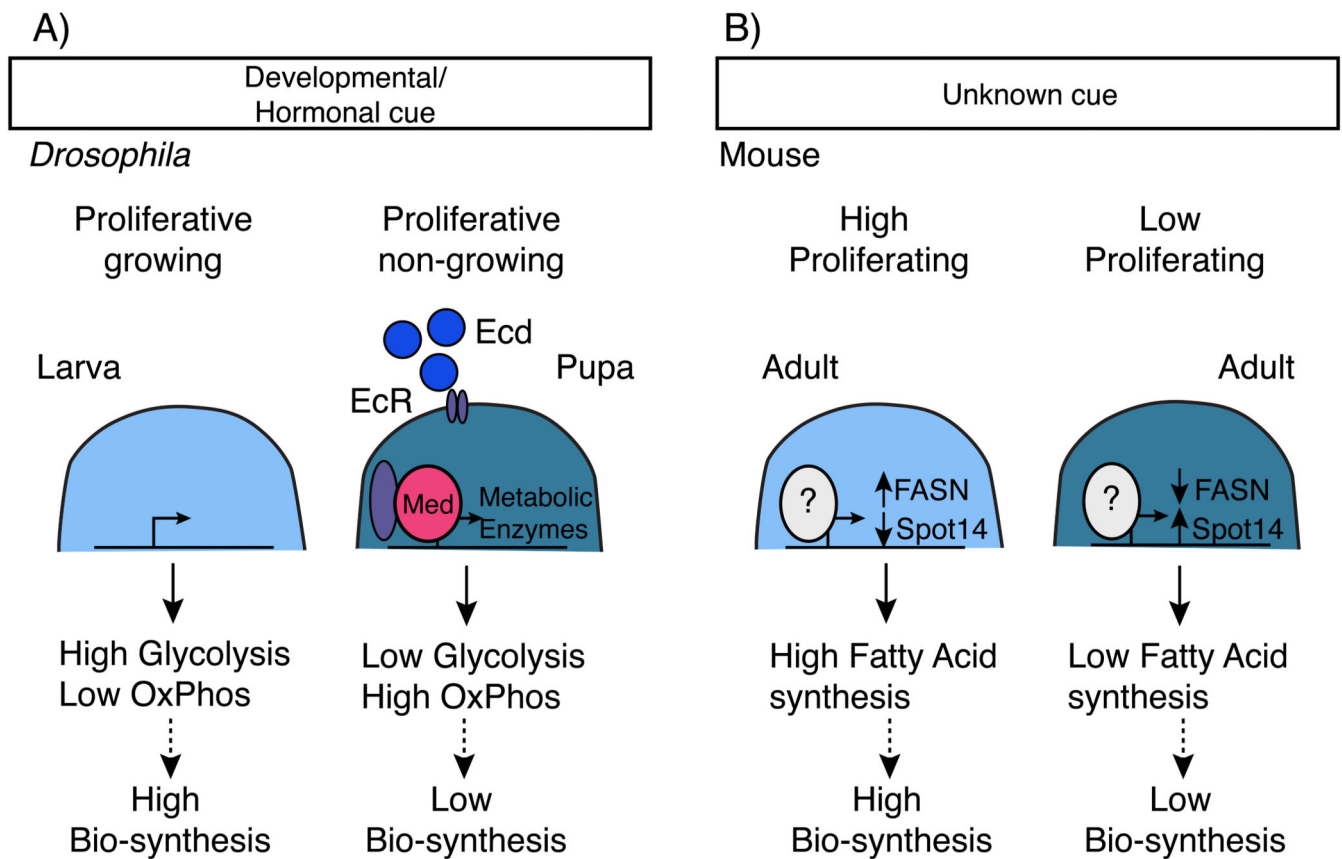 A)
Developmental/
Hormonal cue
Drosophila
Proliferative
growing
Proliferative
non-growing
Larva
Ecd
EcR
Pupa
Med
Metabolic
Enzymes
High Glycolysis
Low OxPhos
Low Glycolysis
High OxPhos
High
Bio-synthesis
Low
Bio-synthesis
B)
Unknown cue
Mouse
High
Proliferating
Low
Proliferating
Adult
Adult
?
FASN
Spot14
?
FASN
Spot14
High Fatty Acid
synthesis
Low Fatty Acid
synthesis
High
Bio-synthesis
Low
Bio-synthesis